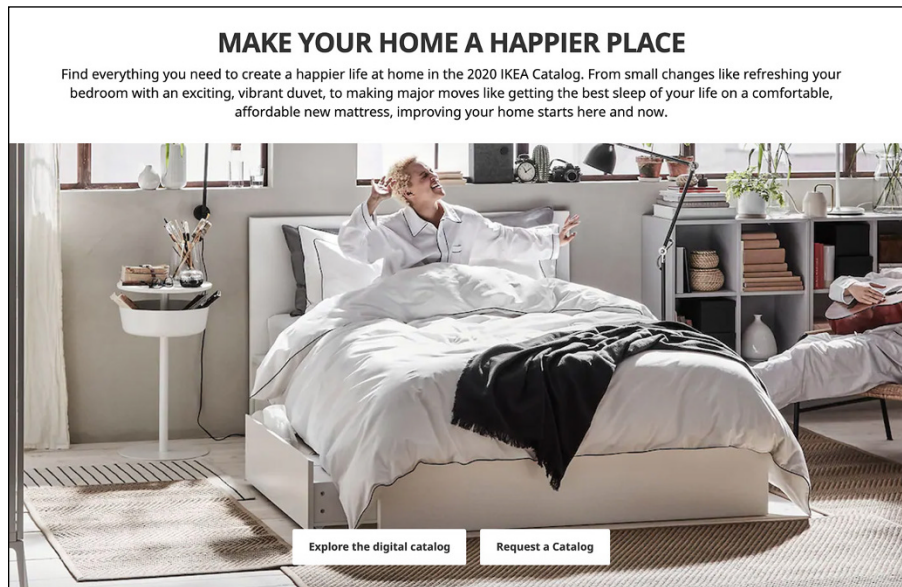 MAKE YOUR HOME A HAPPIER PLACE
Find everything you need to create a happier life at home in the 2020 IKEA Catalog. From small changes like refreshing your
bedroom with an exciting, vibrant duvet, to making major moves like getting the best sleep of your life on a comfortable,
affordable new mattress, improving your home starts here and now.
Explore the digital catalog
Request a Catalog